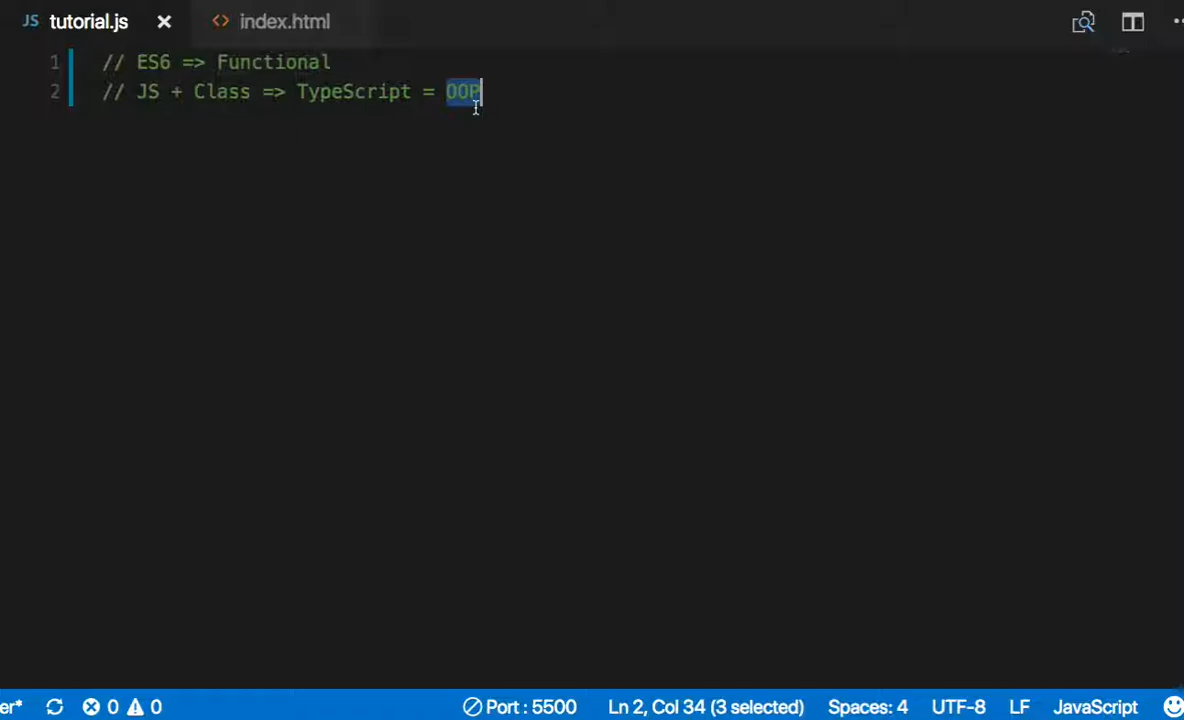 JS tutorial.js × <> index.html
1 // ES6 => Functional
2 // JS + Class => TypeScript = OOP
er* 0 0 Port : 5500 Ln 2, Col 34 (3 selected) Spaces: 4 UTF-8 LF JavaScript